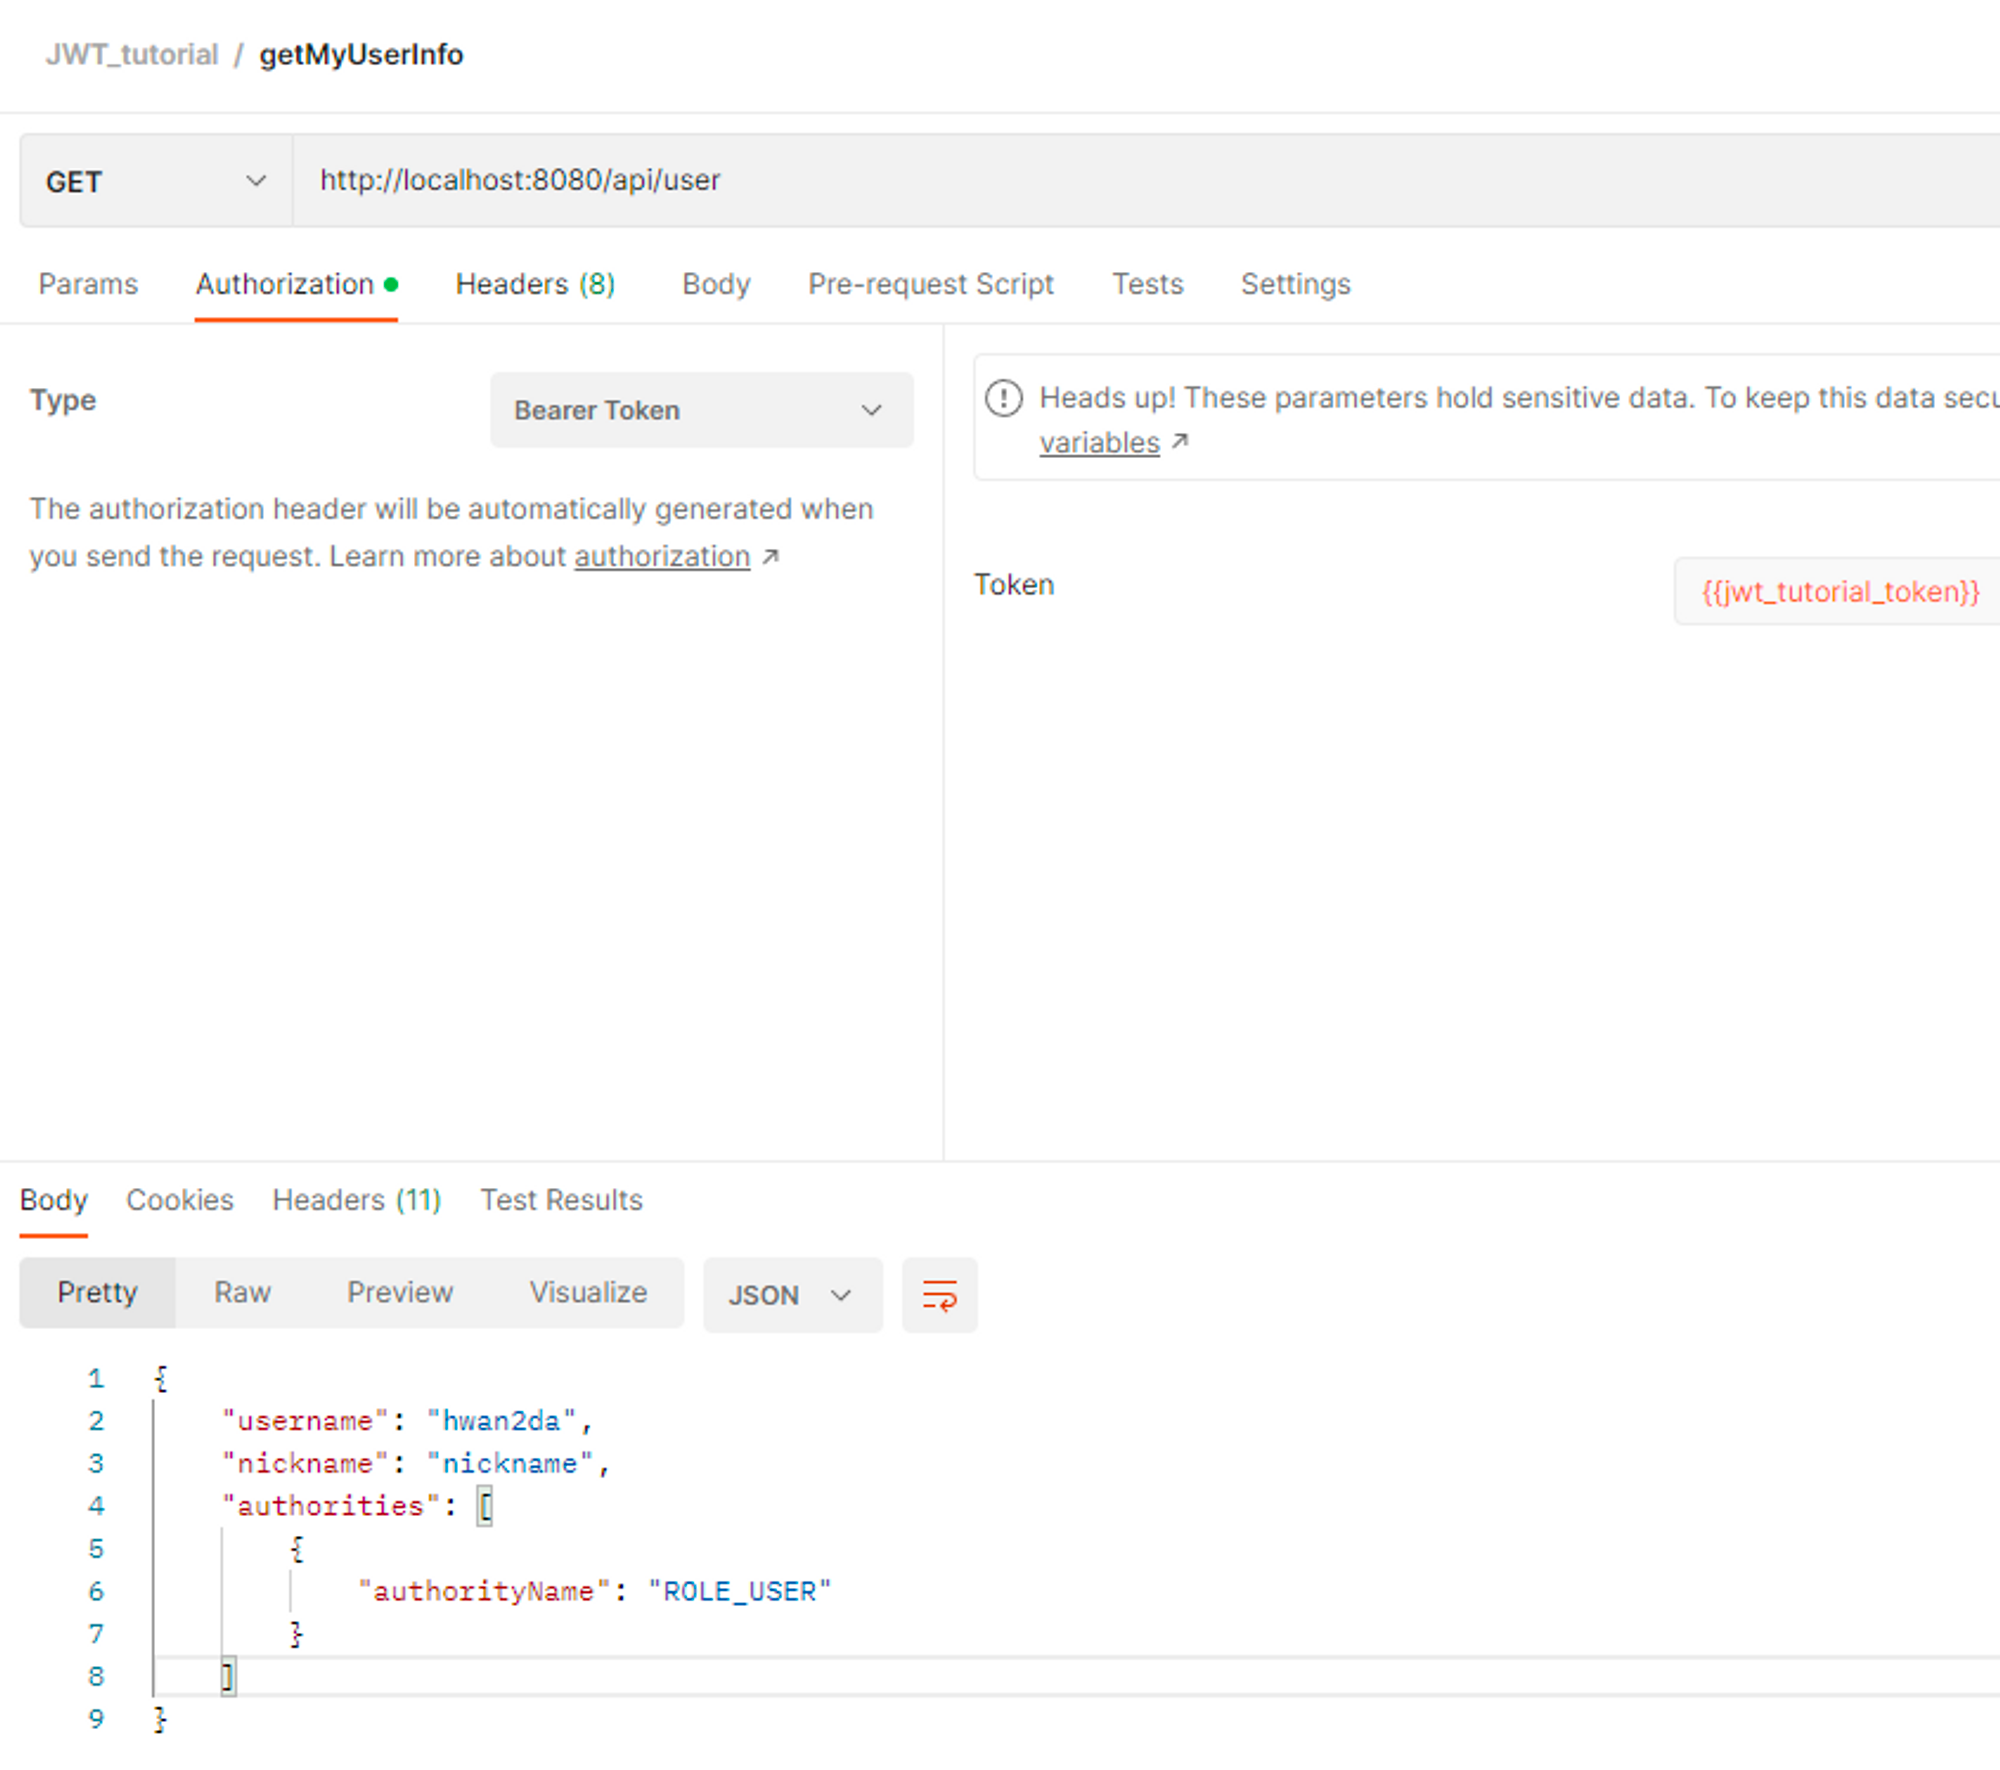 JWT_tutorial / getMyUserInfo
GET http://localhost:8080/api/user
Params Authorization Headers (8) Body Pre-request Script Tests Settings
Type Bearer Token
The authorization header will be automatically generated when
you send the request. Learn more about authorization ↗
Heads up! These parameters hold sensitive data. To keep this data secu
variables ↗
Token {{jwt_tutorial_token}}
Body Cookies Headers (11) Test Results
Pretty Raw Preview Visualize JSON
1 {
2 "username": "hwan2da",
3 "nickname": "nickname",
4 "authorities": [
5 {
6 "authorityName": "ROLE_USER"
7 }
8 ]
9 }